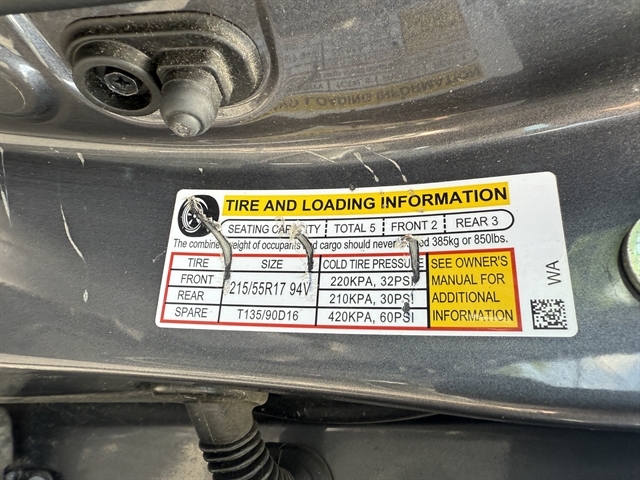 TIRE AND LOADING INFORMATION
SEATING CAPACITY TOTAL 5 FRONT 2 REAR 3
The combined weight of occupants and cargo should never exceed 385kg or 850lbs.
TIRE SIZE COLD TIRE PRESSURE SEE OWNER'S
FRONT 215/55R17 94V 220KPA, 32PSI MANUAL FOR
REAR 210KPA, 30PSI ADDITIONAL
SPARE T135/90D16 420KPA, 60PSI INFORMATION
WA